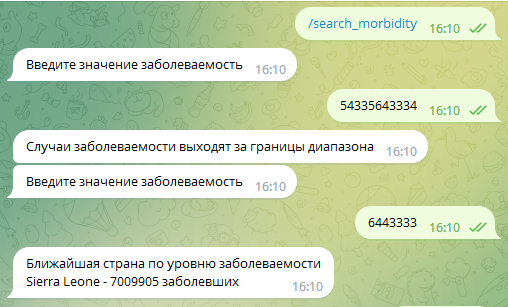 /search_morbidity 16:10
Введите значение заболеваемость 16:10
54335643334 16:10
Случаи заболеваемости выходят за границы диапазона 16:10
Введите значение заболеваемость 16:10
6443333 16:10
Ближайшая страна по уровню заболеваемости
Sierra Leone - 7009905 заболевших 16:10